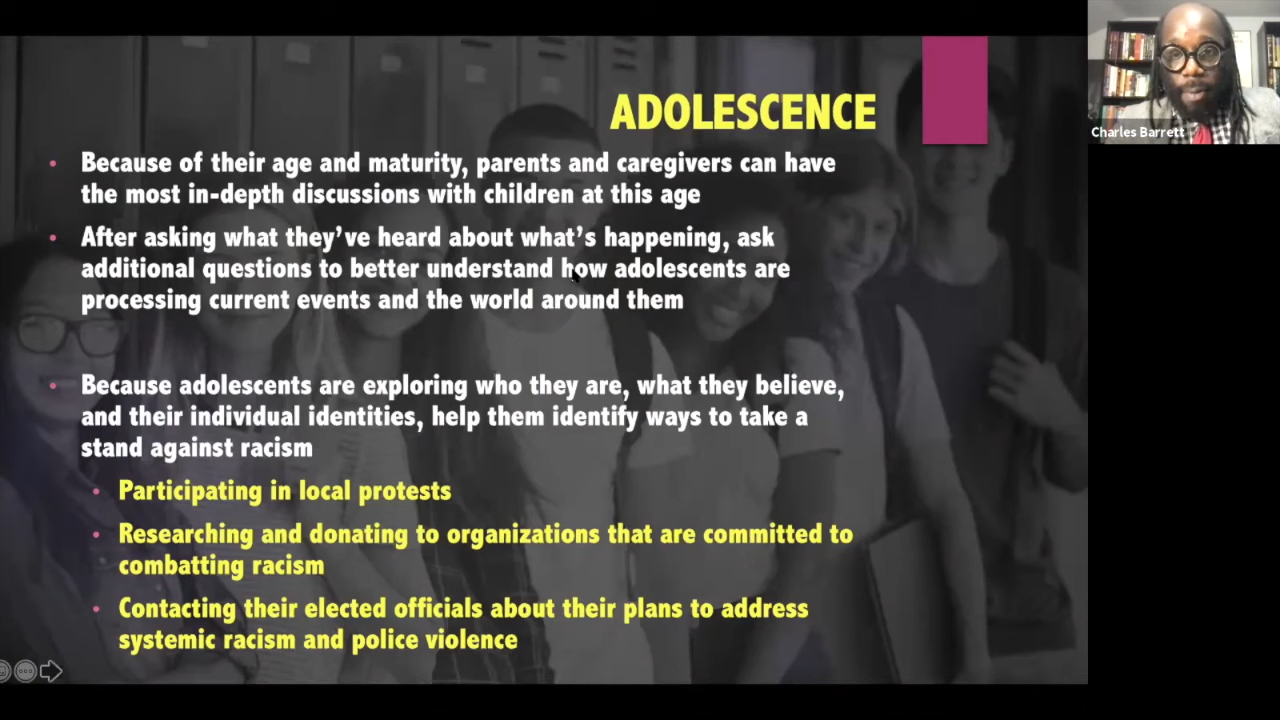 ADOLESCENCE
Because of their age and maturity, parents and caregivers can have
the most in-depth discussions with children at this age
After asking what they've heard about what's happening, ask
additional questions to better understand how adolescents are
processing current events and the world around them
Because adolescents are exploring who they are, what they believe,
and their individual identities, help them identify ways to take a
stand against racism
Participating in local protests
Researching and donating to organizations that are committed to
combatting racism
Contacting their elected officials about their plans to address
systemic racism and police violence
Charles Barrett